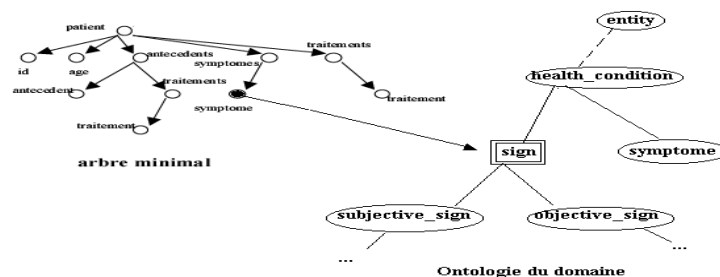 patient
id
age
antecedents
symptomes
traitements
antecedent
traitements
symptome
traitement
traitement
arbre minimal
entity
health_condition
sign
symptome
subjective_sign
objective_sign
...
...
Ontologie du domaine